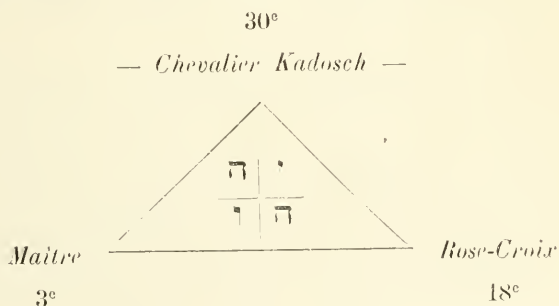 30e
— Chevalier Kadosch —
ה י
ו ה
Maître Rose-Croix
3e 18e